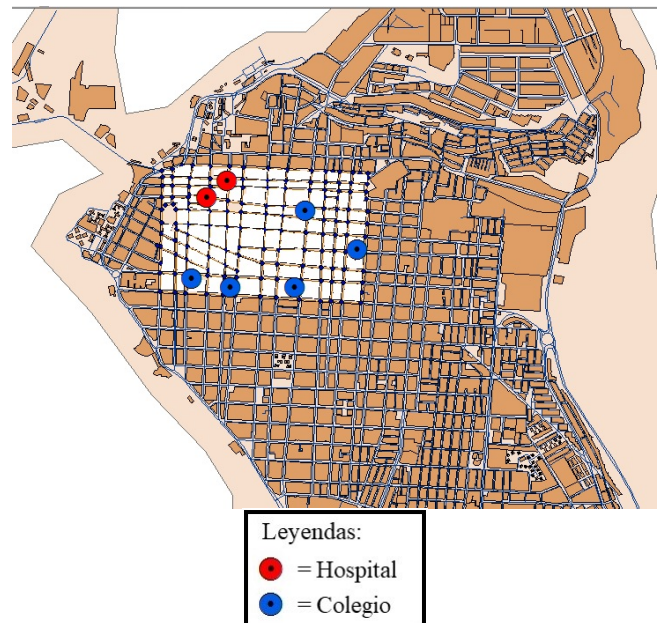 Leyendas:
= Hospital
= Colegio